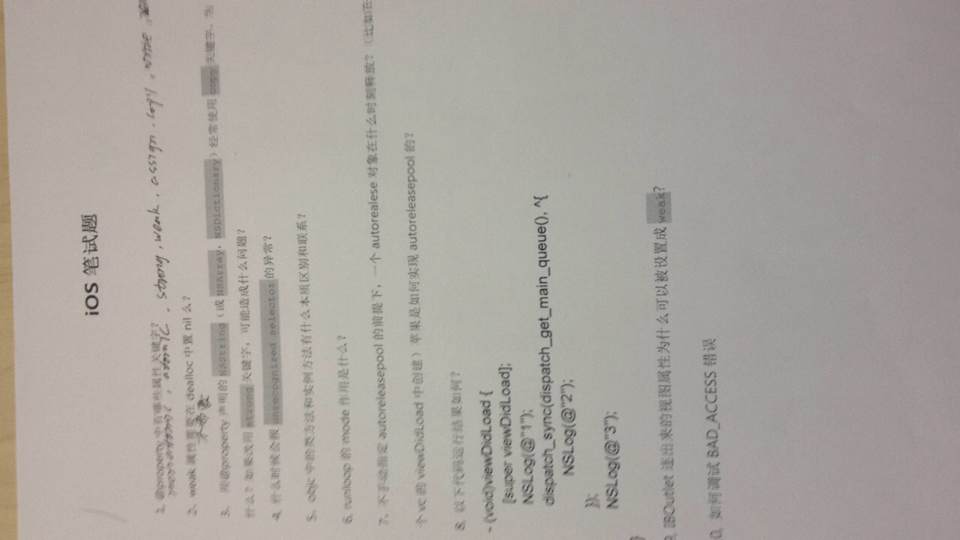 iOS 笔试题
1. @property 中有哪些属性关键字?
, atomic, strong, weak, assign, copy,
2、weak 属性需要在 dealloc 中置 nil 么?
不需要
3、 用@property 声明的 NSString（或 NSArray，NSDictionary）经常使用 copy 关键字，为
什么? 如果改用 strong 关键字，可能造成什么问题?
4. 什么时候会报 unrecognized selector 的异常?
5、objc 中的类方法和实例方法有什么本质区别和联系?
6. runloop 的 mode 作用是什么?
7、不手动指定 autoreleasepool 的前提下，一个 autorealese 对象在什么时刻释放? （比如在
个 vc 的 viewDidLoad 中创建）苹果是如何实现 autoreleasepool 的?
8. 以下代码运行结果如何?
- (void)viewDidLoad {
[super viewDidLoad];
NSLog(@"1");
dispatch_sync(dispatch_get_main_queue(), ^{
NSLog(@"2");
});
NSLog(@"3");
}
9. IBOutlet 连出来的视图属性为什么可以被设置成 weak?
0. 如何调试 BAD_ACCESS 错误